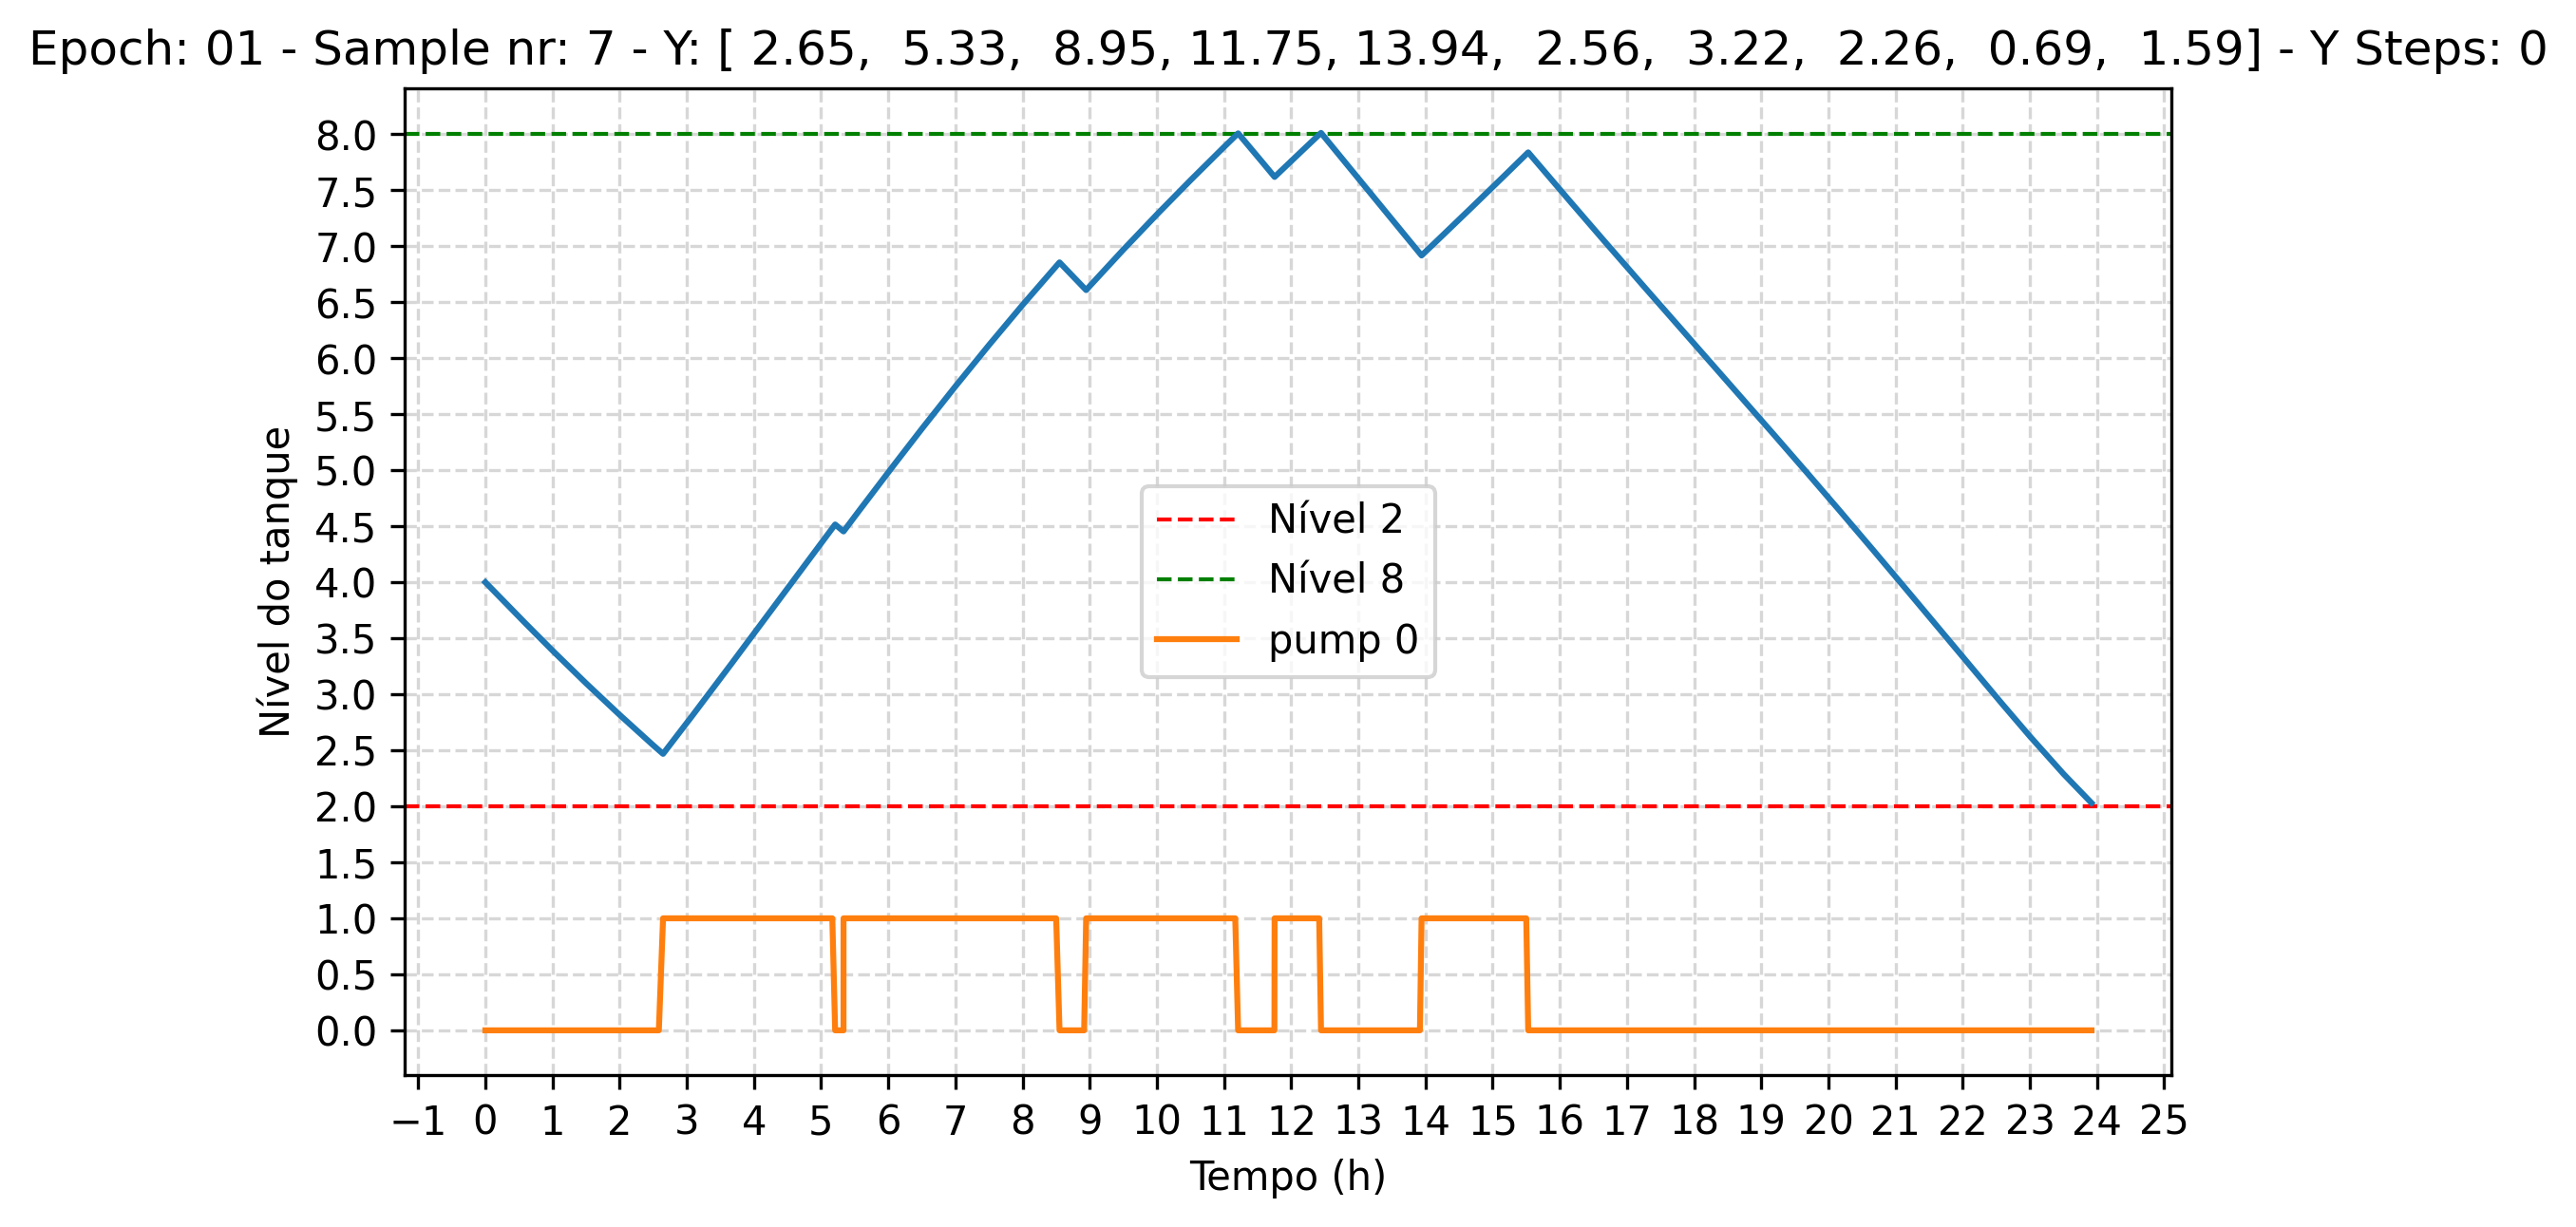 Epoch: 01 - Sample nr: 7 - Y: [ 2.65,  5.33,  8.95, 11.75, 13.94,  2.56,  3.22,  2.26,  0.69,  1.59] - Y Steps: 0
8.0
7.5
7.0
6.5
6.0
5.5
5.0
4.5
4.0
3.5
3.0
2.5
2.0
1.5
1.0
0.5
0.0
Nível do tanque
Nível 2
Nível 8
pump 0
−1 0 1 2 3 4 5 6 7 8 9 10 11 12 13 14 15 16 17 18 19 20 21 22 23 24 25
Tempo (h)